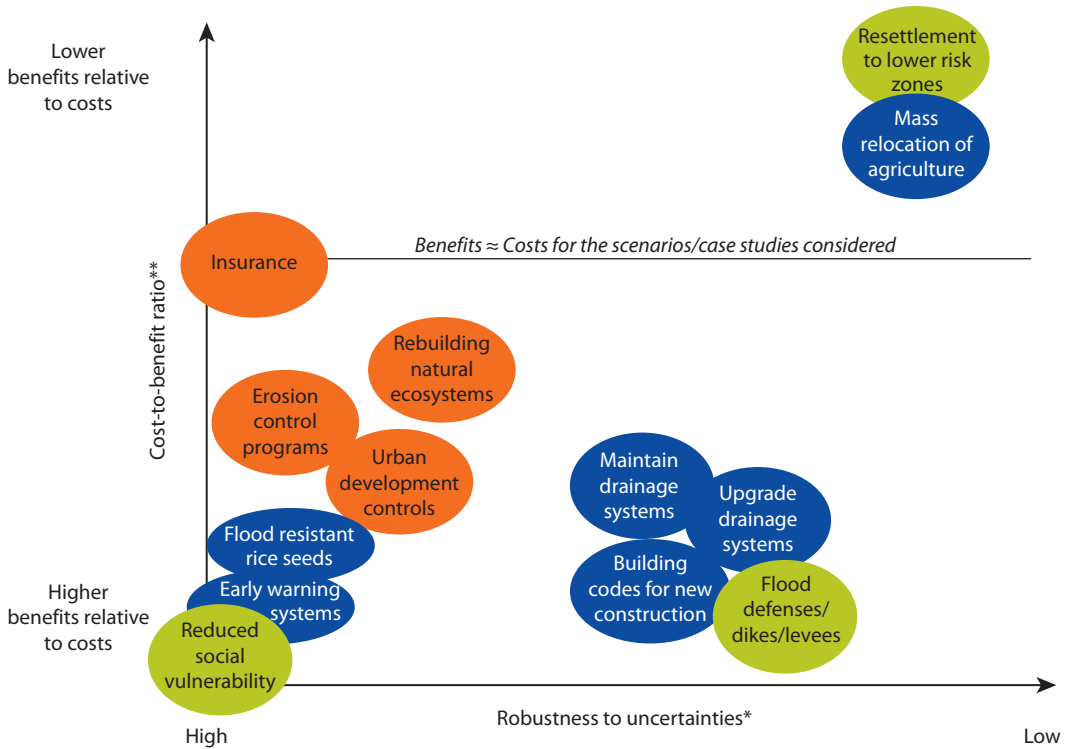 Lower
benefits relative
to costs
Resettlement
to lower risk
zones
Mass
relocation of
agriculture
Benefits ≈ Costs for the scenarios/case studies considered
Insurance
Cost-to-benefit ratio**
Rebuilding
natural
ecosystems
Erosion
control
programs
Urban
development
controls
Maintain
drainage
systems
Upgrade
drainage
systems
Flood resistant
rice seeds
Building
codes for new
construction
Flood
defenses/
dikes/levees
Early warning
systems
Higher
benefits relative
to costs
Reduced
social
vulnerability
Robustness to uncertainties*
High
Low